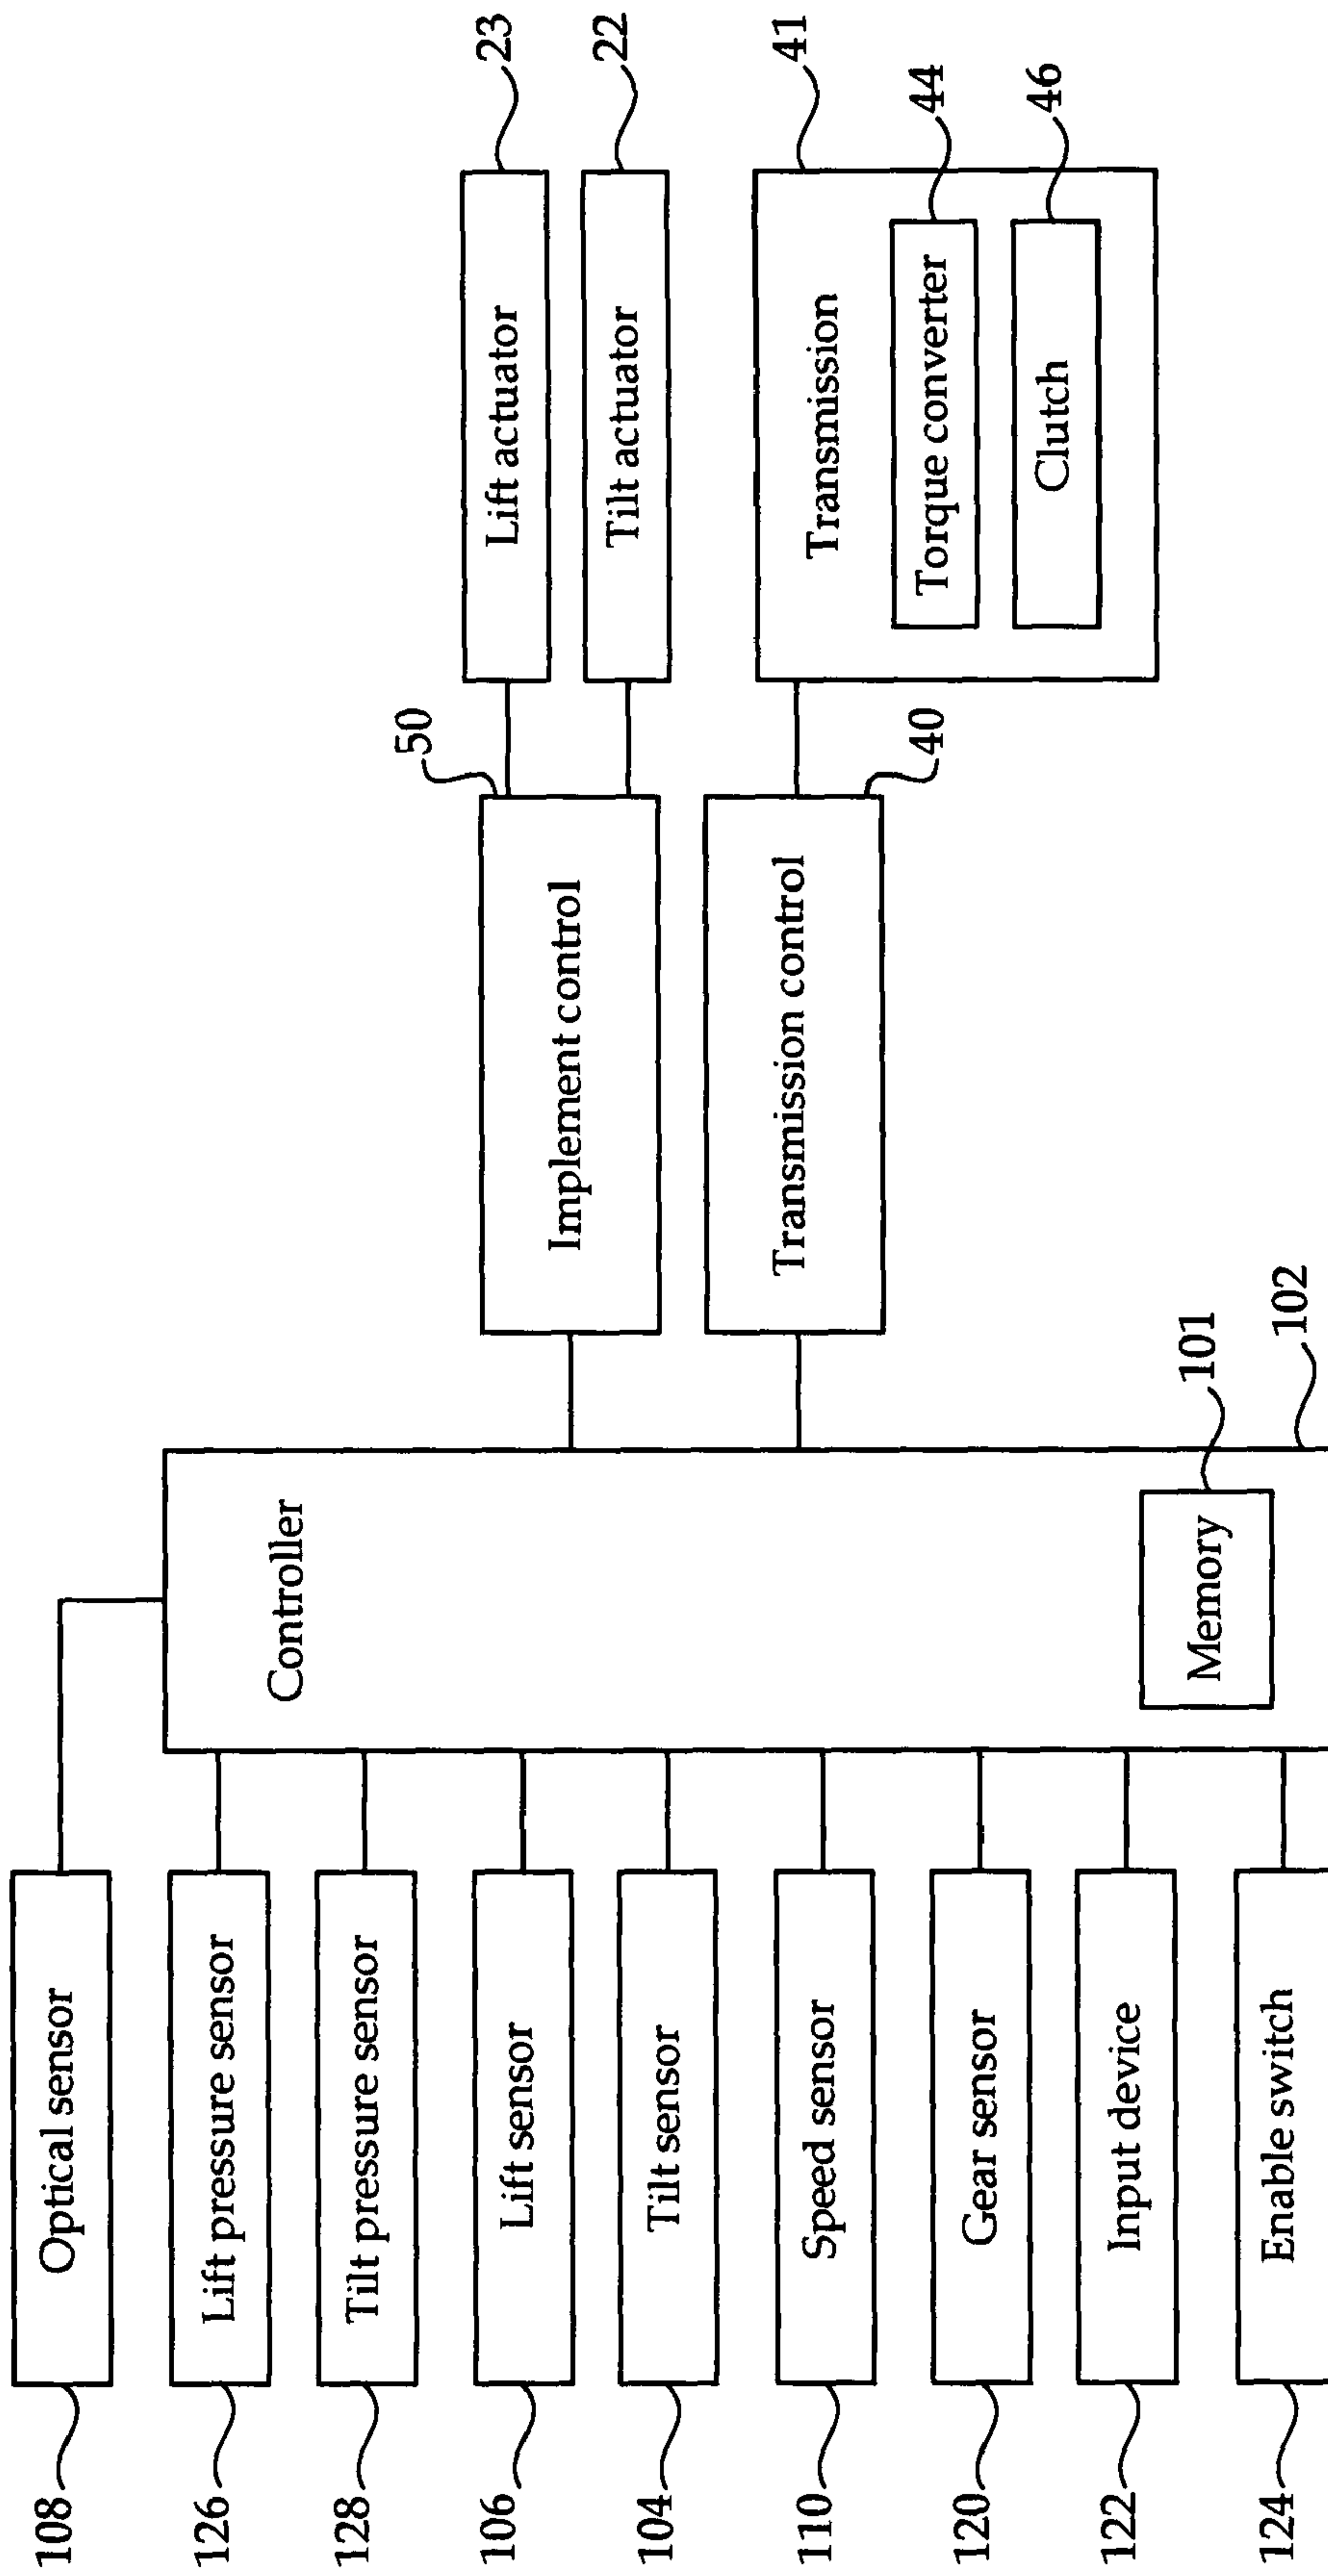 108
Optical sensor
126
Lift pressure sensor
128
Tilt pressure sensor
106
Lift sensor
104
Tilt sensor
110
Speed sensor
120
Gear sensor
122
Input device
124
Enable switch
Controller
Memory
101
102
Implement control
50
Transmission control
40
Lift actuator
23
Tilt actuator
22
Transmission
41
Torque converter
44
Clutch
46